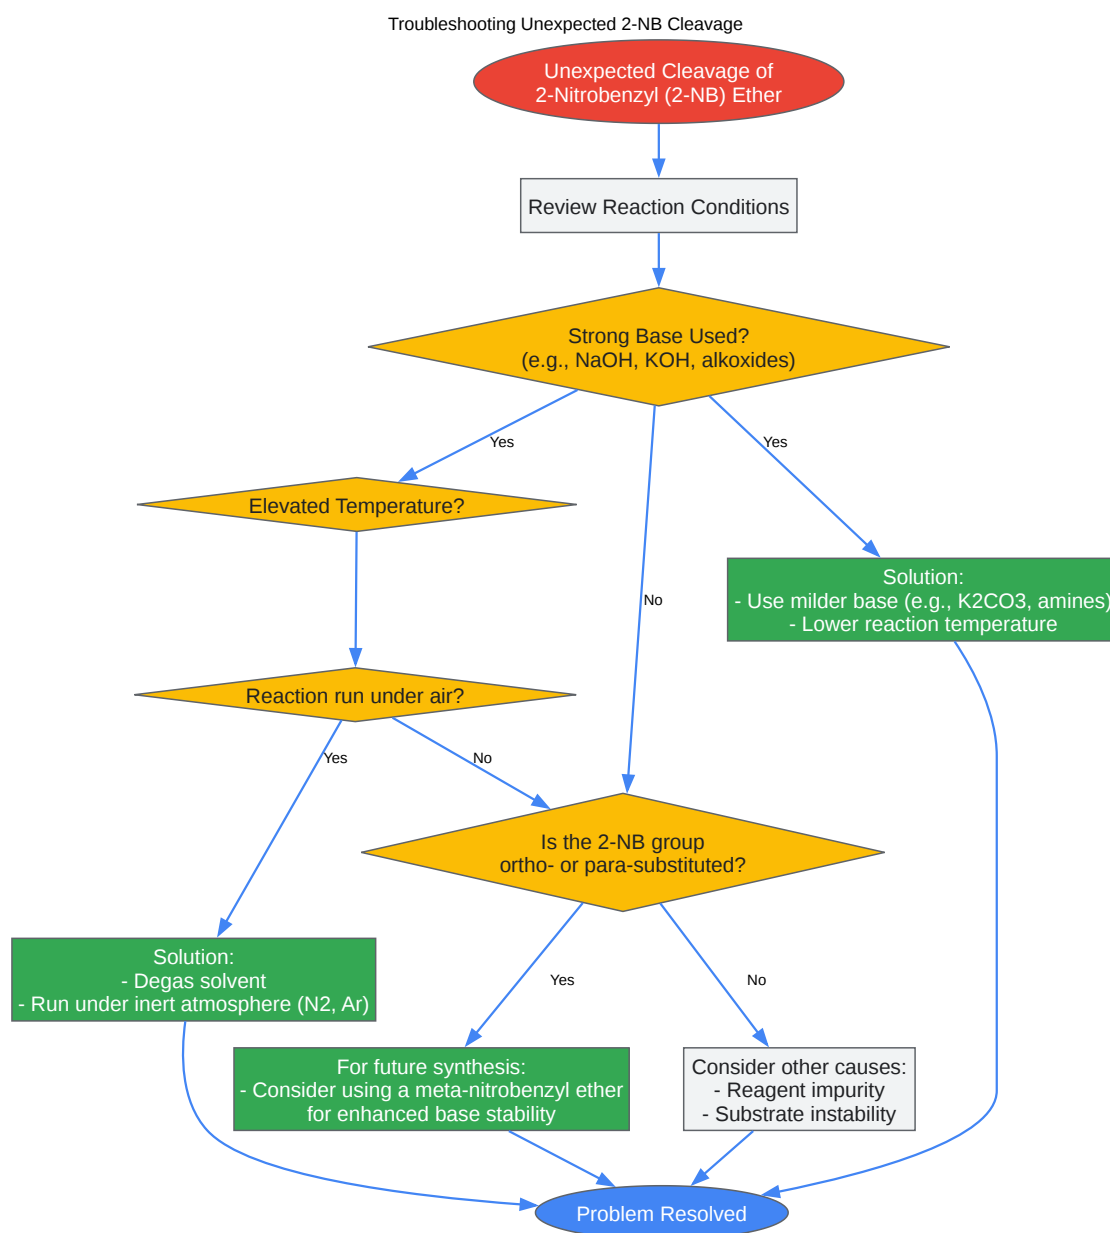 Troubleshooting Unexpected 2-NB Cleavage
Unexpected Cleavage of
2-Nitrobenzyl (2-NB) Ether
Review Reaction Conditions
Strong Base Used?
(e.g., NaOH, KOH, alkoxides)
Yes
Yes
Elevated Temperature?
No
Solution:
- Use milder base (e.g., K2CO3, amines)
- Lower reaction temperature
Reaction run under air?
Yes
No
Is the 2-NB group
ortho- or para-substituted?
Solution:
- Degas solvent
- Run under inert atmosphere (N2, Ar)
Yes
No
For future synthesis:
- Consider using a meta-nitrobenzyl ether
for enhanced base stability
Consider other causes:
- Reagent impurity
- Substrate instability
Problem Resolved